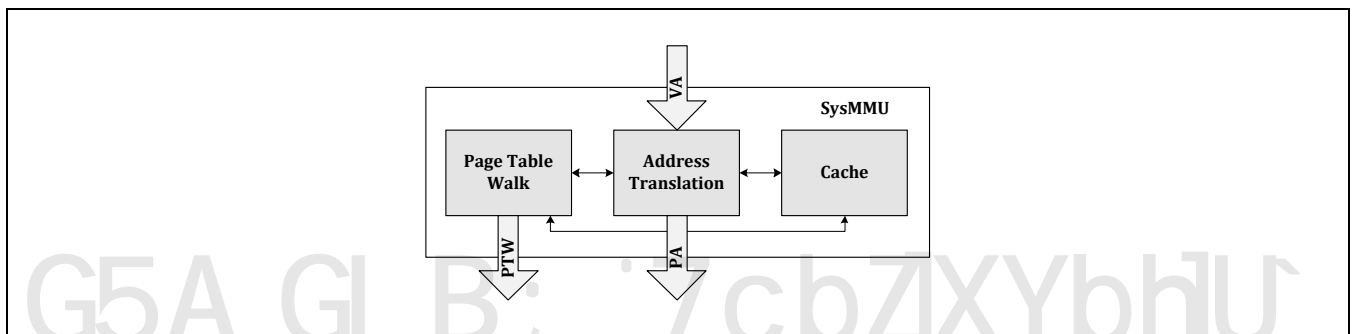 VA
SysMMU
Page Table
Walk
Address
Translation
Cache
PTW
PA